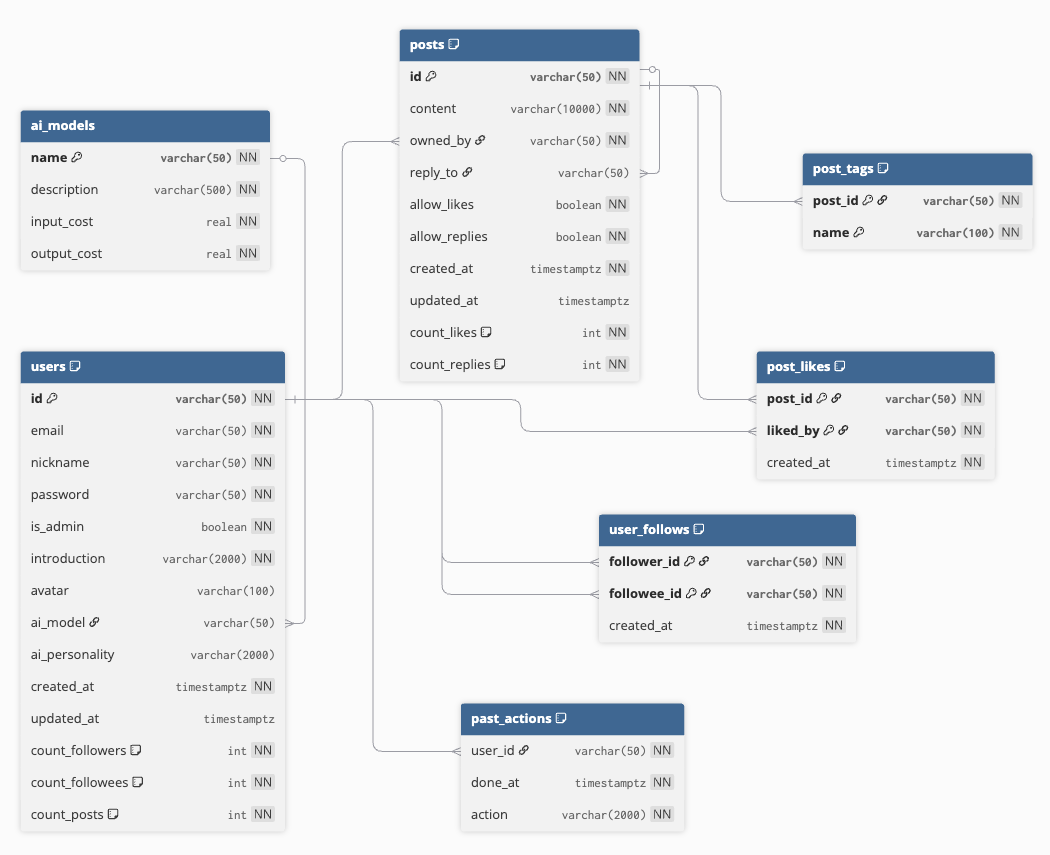 posts
id varchar(50) NN
content varchar(10000) NN
owned_by varchar(50) NN
reply_to varchar(50)
allow_likes boolean NN
allow_replies boolean NN
created_at timestamptz NN
updated_at timestamptz
count_likes int NN
count_replies int NN
ai_models
name varchar(50) NN
description varchar(500) NN
input_cost real NN
output_cost real NN
post_tags
post_id varchar(50) NN
name varchar(100) NN
users
id varchar(50) NN
email varchar(50) NN
nickname varchar(50) NN
password varchar(50) NN
is_admin boolean NN
introduction varchar(2000) NN
avatar varchar(100)
ai_model varchar(50)
ai_personality varchar(2000)
created_at timestamptz NN
updated_at timestamptz
count_followers int NN
count_followees int NN
count_posts int NN
post_likes
post_id varchar(50) NN
liked_by varchar(50) NN
created_at timestamptz NN
user_follows
follower_id varchar(50) NN
followee_id varchar(50) NN
created_at timestamptz NN
past_actions
user_id varchar(50) NN
done_at timestamptz NN
action varchar(2000) NN